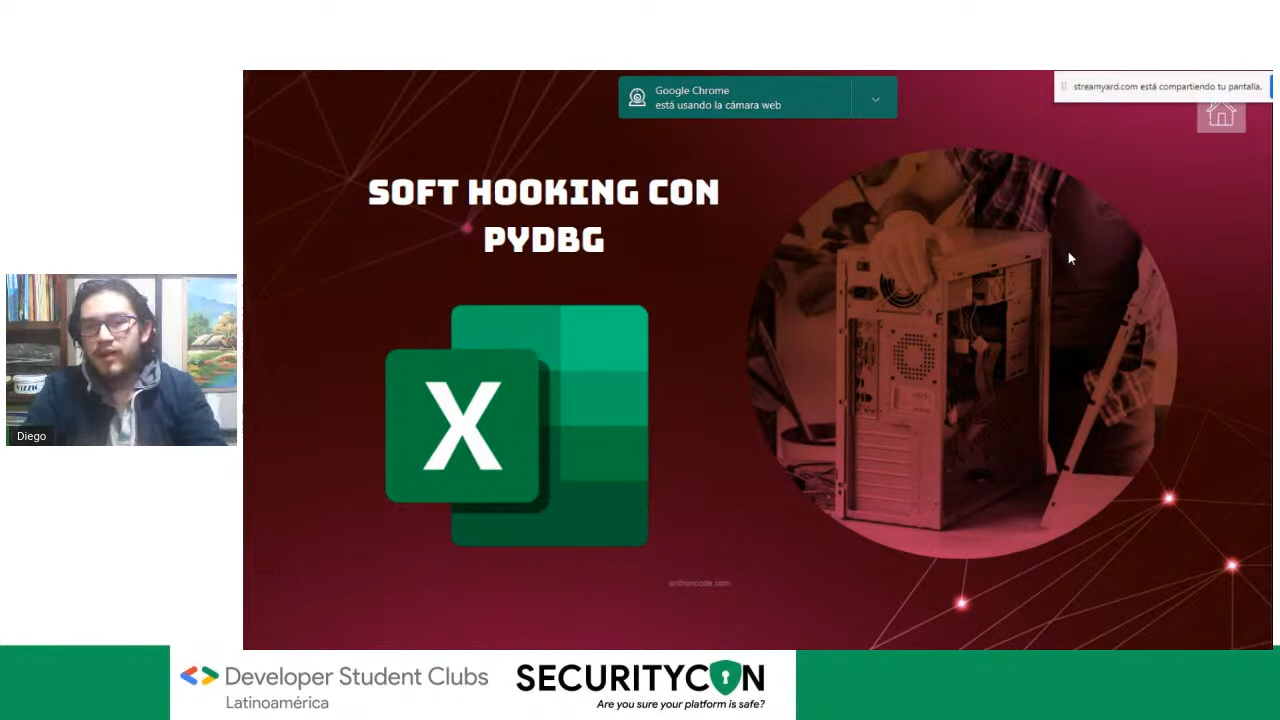 Google Chrome
está usando la cámara web
streamyard.com está compartiendo tu pantalla.
SOFT HOOKING CON
PYDBG
X
Diego
Developer Student Clubs
Latinoamérica
SECURITYCON
Are you sure your platform is safe?